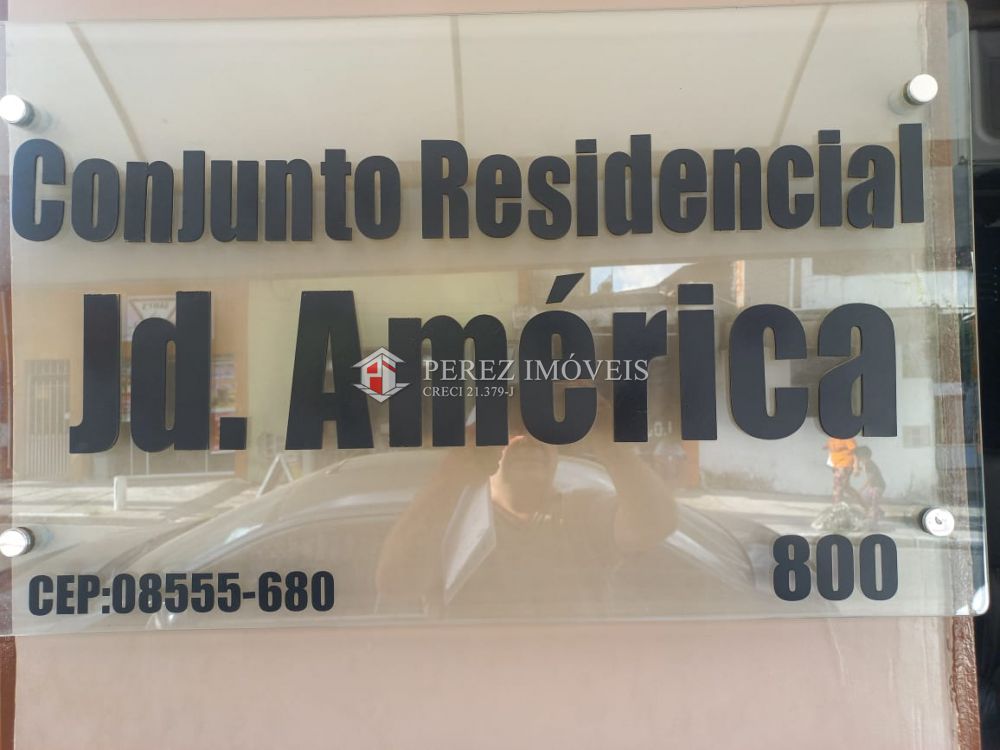 ConJunto Residencial
Jd. América
PEREZ IMÓVEIS
CRECI 21.379-J
CEP:08555-680
800